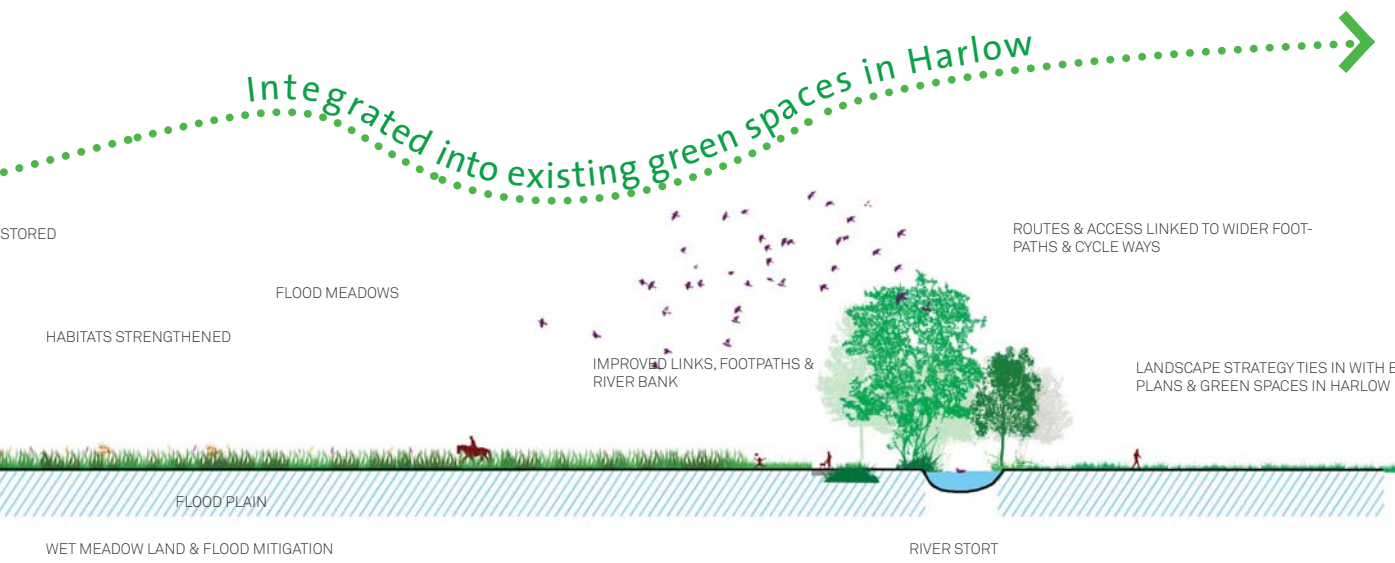 Integrated into existing green spaces in Harlow
STORED
ROUTES & ACCESS LINKED TO WIDER FOOT-
PATHS & CYCLE WAYS
FLOOD MEADOWS
HABITATS STRENGTHENED
IMPROVED LINKS, FOOTPATHS &
RIVER BANK
LANDSCAPE STRATEGY TIES IN WITH
PLANS & GREEN SPACES IN HARLOW
FLOOD PLAIN
WET MEADOW LAND & FLOOD MITIGATION
RIVER STORT